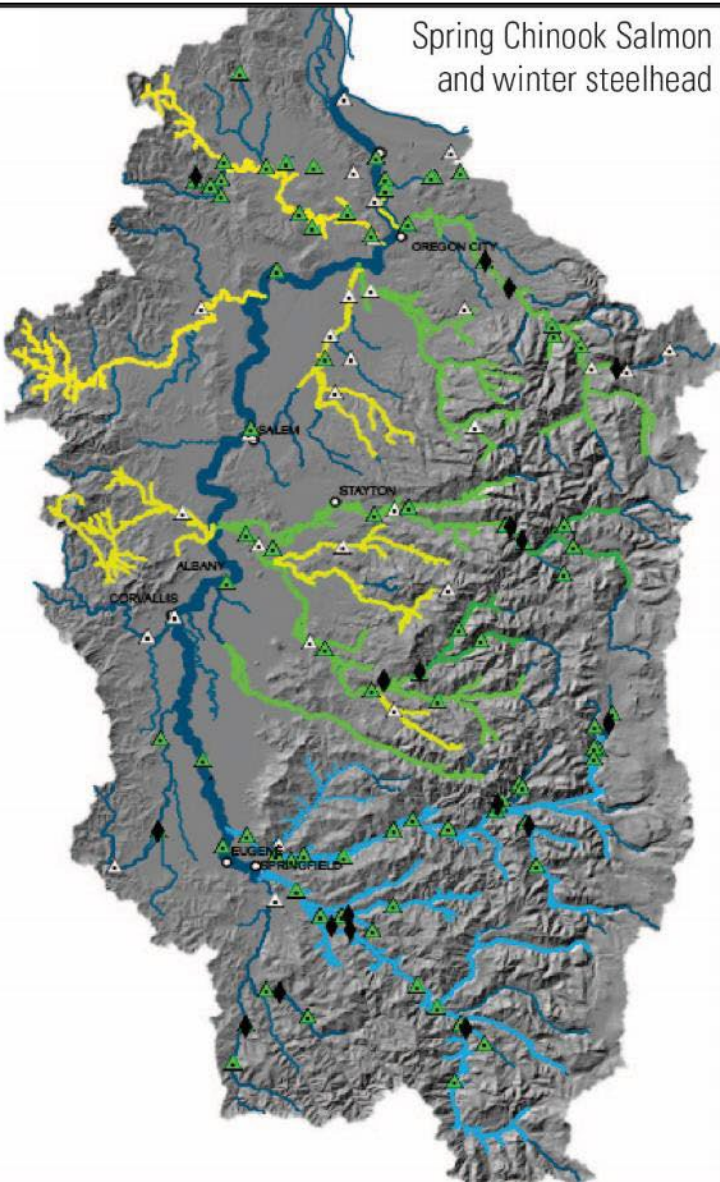 Spring Chinook Salmon
and winter steelhead
OREGON CITY
SALEM
STAYTON
ALBANY
CORVALLIS
EUGENE
SPRINGFIELD